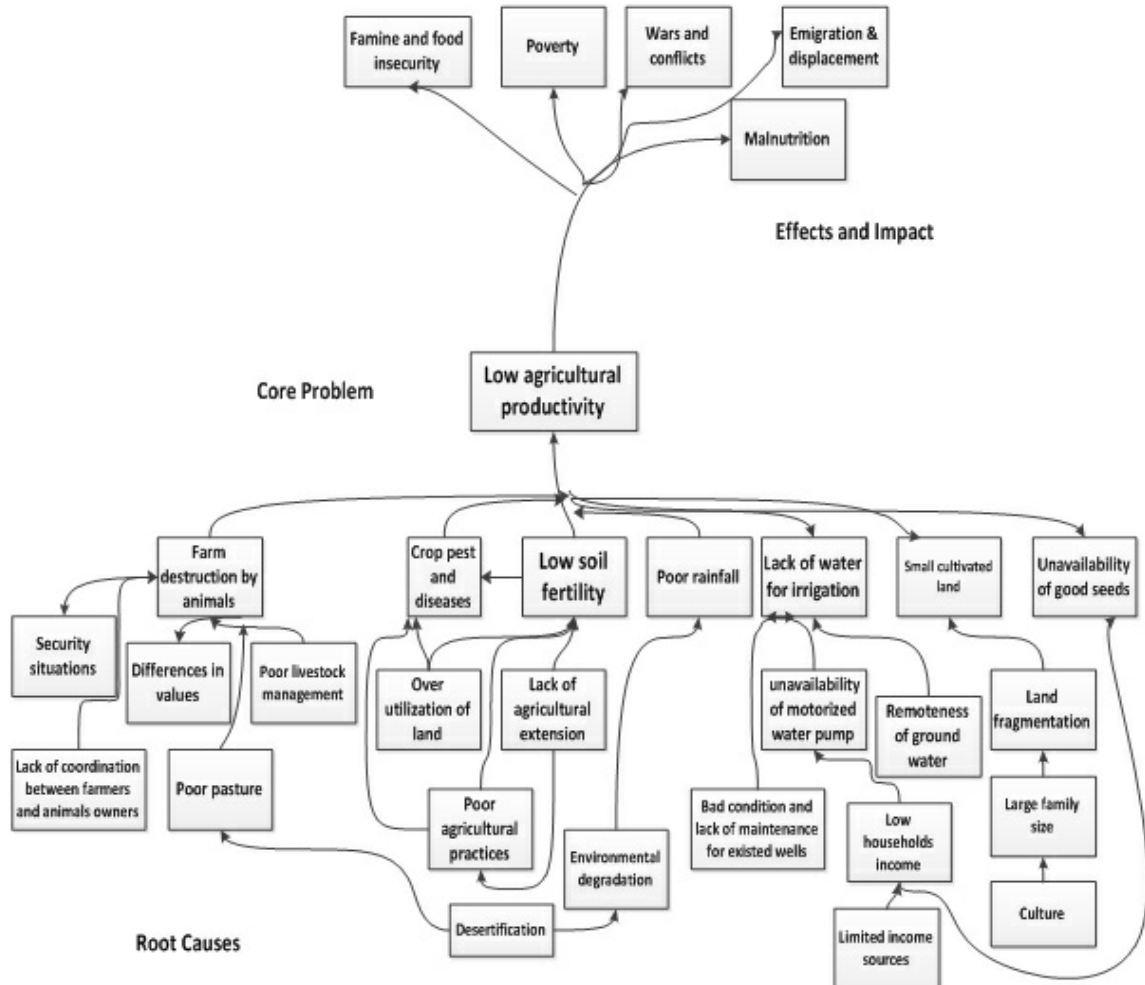 Famine and food
insecurity
Poverty
Wars and
conflicts
Emigration &
displacement
Malnutrition
Effects and Impact
Core Problem
Low agricultural
productivity
Farm
destruction by
animals
Crop pest
and
diseases
Low soil
fertility
Poor rainfall
Lack of water
for irrigation
Small cultivated
land
Unavailability
of good seeds
Security
situations
Differences in
values
Poor livestock
management
Over
utilization of
land
Lack of
agricultural
extension
unavailability
of motorized
water pump
Remoteness
of ground
water
Land
fragmentation
Lack of coordination
between farmers
and animals owners
Poor pasture
Poor
agricultural
practices
Environmental
degradation
Bad condition and
lack of maintenance
for existed wells
Low
households
income
Large family
size
Desertification
Culture
Limited income
sources
Root Causes